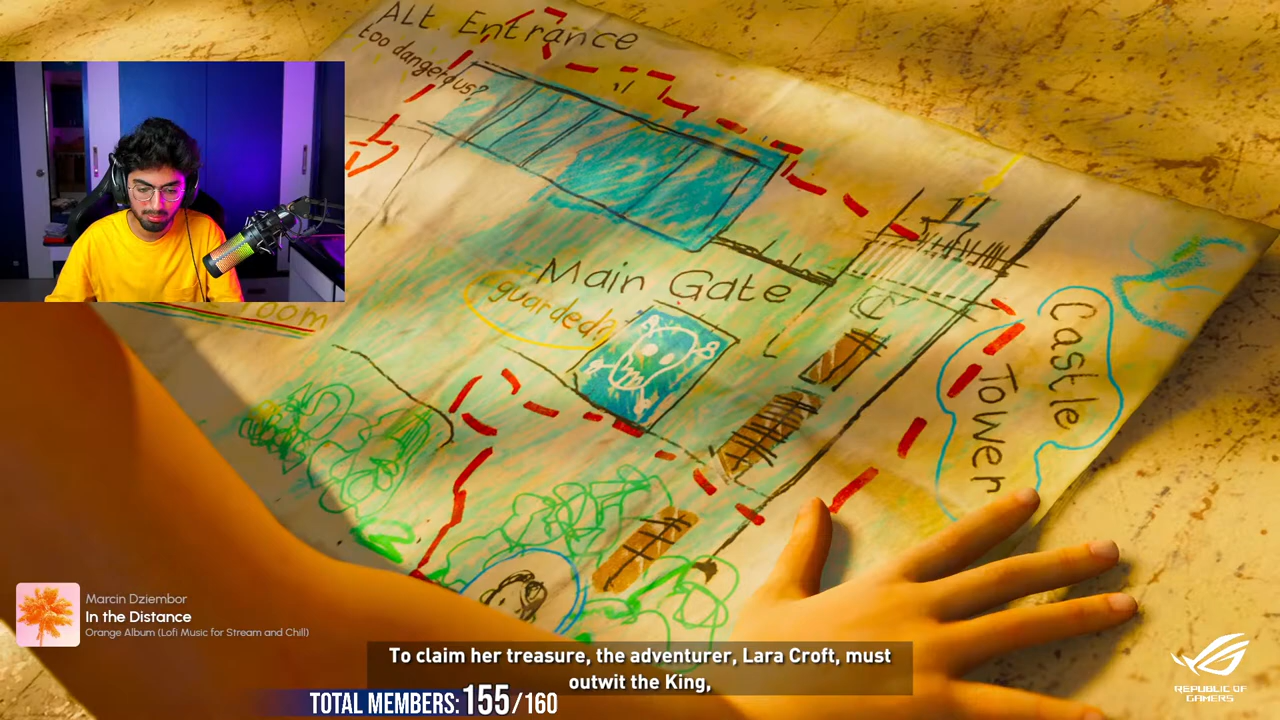 Alt. Entrance
too dangerous?
Main Gate
guarded?
Castle
Tower
oom
Marcin Dziembor
In the Distance
Orange Album (Lofi Music for Stream and Chill)
To claim her treasure, the adventurer, Lara Croft, must
outwit the King,
TOTAL MEMBERS: 155/160
REPUBLIC OF
GAMERS